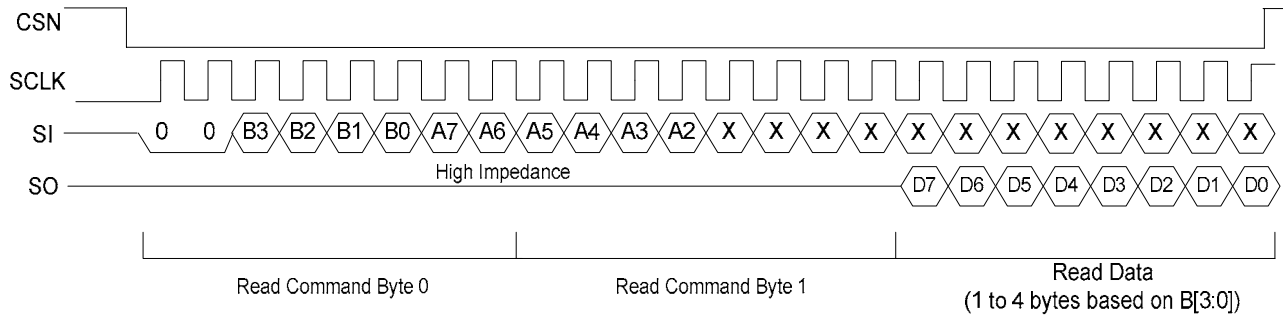 CSN
SCLK
SI 0 0 B3 B2 B1 B0 A7 A6 A5 A4 A3 A2 X X X X X X X X X X X X
High Impedance
SO D7 D6 D5 D4 D3 D2 D1 D0
Read Command Byte 0 Read Command Byte 1 Read Data
(1 to 4 bytes based on B[3:0])